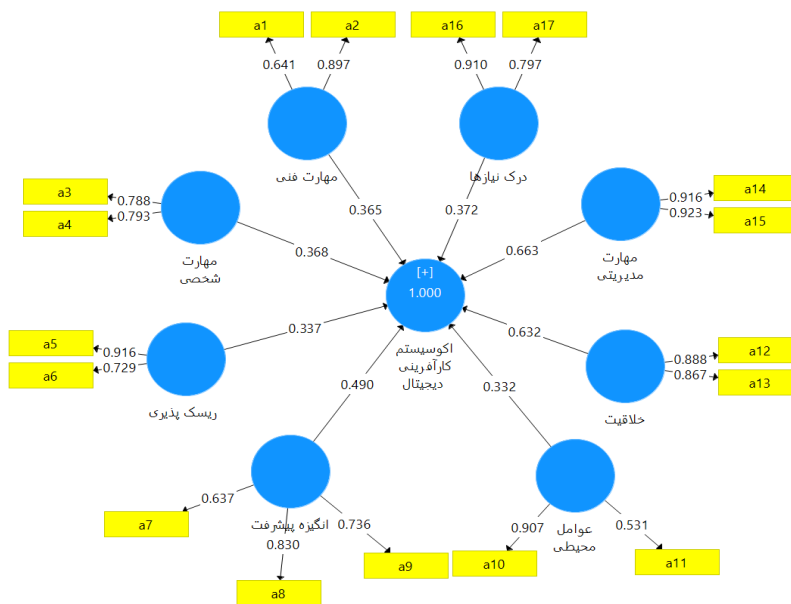 a1
a2
a16
a17
0.641
0.897
0.910
0.797
مهارت فنی
درک نیازها
a3
a4
0.788
0.793
a14
a15
0.916
0.923
0.365
0.372
مهارت
شخصی
مهارت
مدیریتی
0.368
0.663
[+]
1.000
اکوسیستم
کارآفرینی
دیجیتال
a5
a6
0.916
0.729
0.337
0.632
a12
a13
0.888
0.867
ریسک پذیری
خلاقیت
0.490
0.332
a7
0.637
انگیزه پیشرفت
0.736
0.830
a8
a9
عوامل
محیطی
0.907
0.531
a10
a11